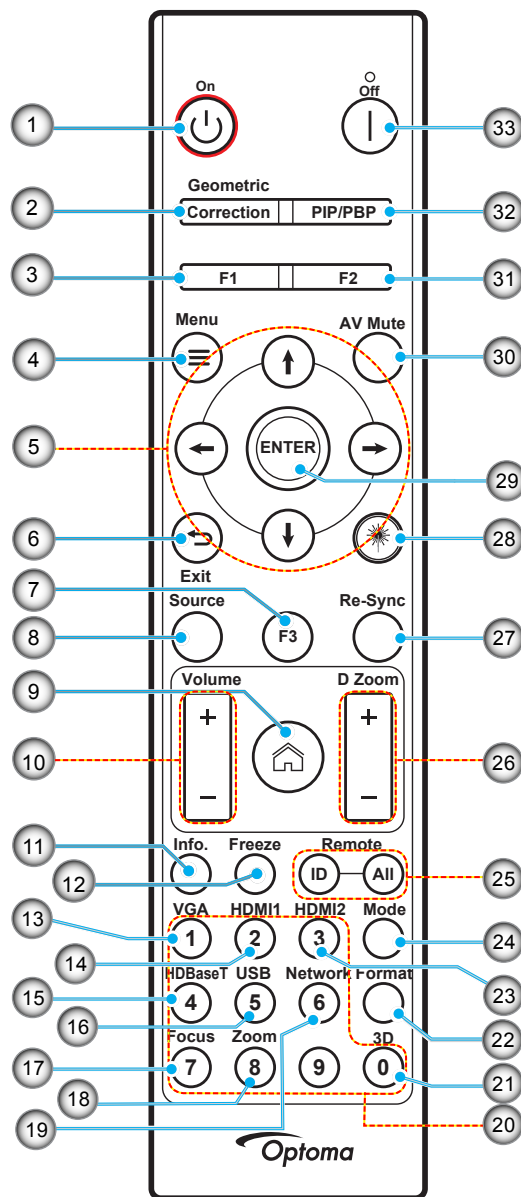 On
Off
1
33
Geometric
2
Correction
PIP/PBP
32
3
F1
F2
31
Menu
AV Mute
4
30
5
ENTER
29
6
28
Exit
7
Source
Re-Sync
8
F3
27
Volume
D Zoom
9
+
+
10
26
−
−
11
Info.
Freeze
Remote
12
ID
All
25
13
VGA
HDMI1
HDMI2
Mode
1
2
3
24
14
23
15
HDBaseT
USB
Network
Format
4
5
6
16
22
Focus
Zoom
3D
17
7
8
9
0
21
18
19
20
Optoma